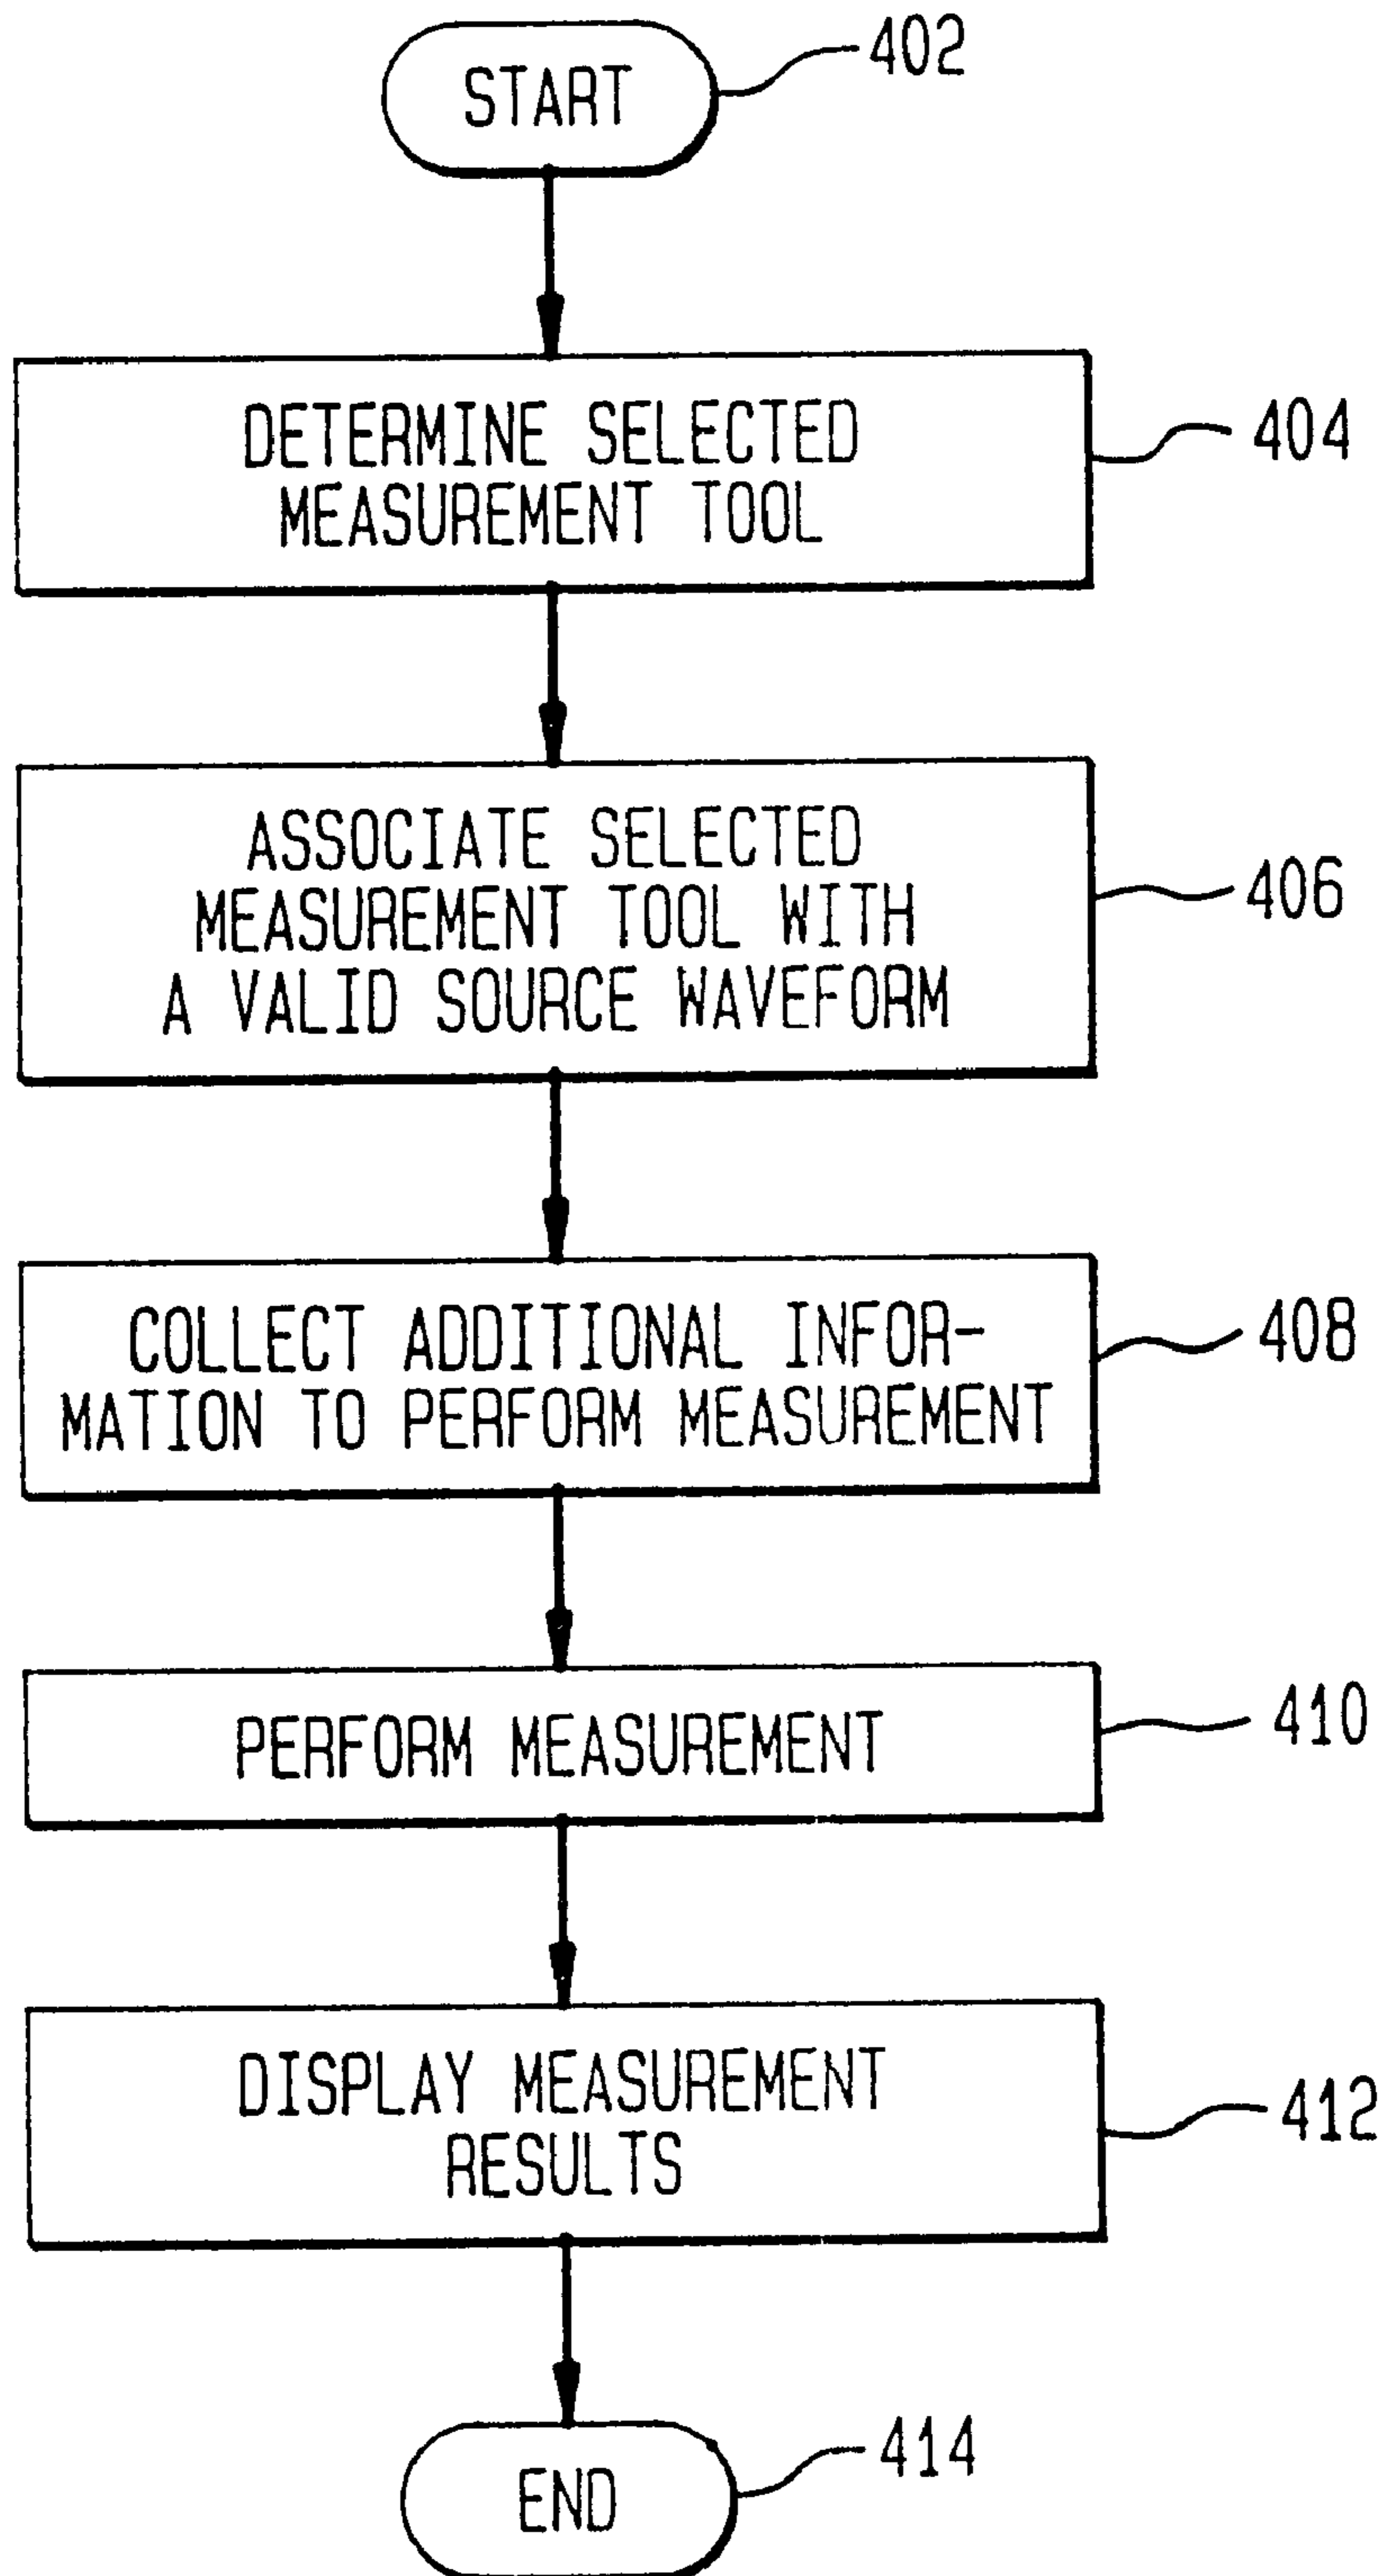 START
402
DETERMINE SELECTED
MEASUREMENT TOOL
404
ASSOCIATE SELECTED
MEASUREMENT TOOL WITH
A VALID SOURCE WAVEFORM
406
COLLECT ADDITIONAL INFOR-
MATION TO PERFORM MEASUREMENT
408
PERFORM MEASUREMENT
410
DISPLAY MEASUREMENT
RESULTS
412
END
414